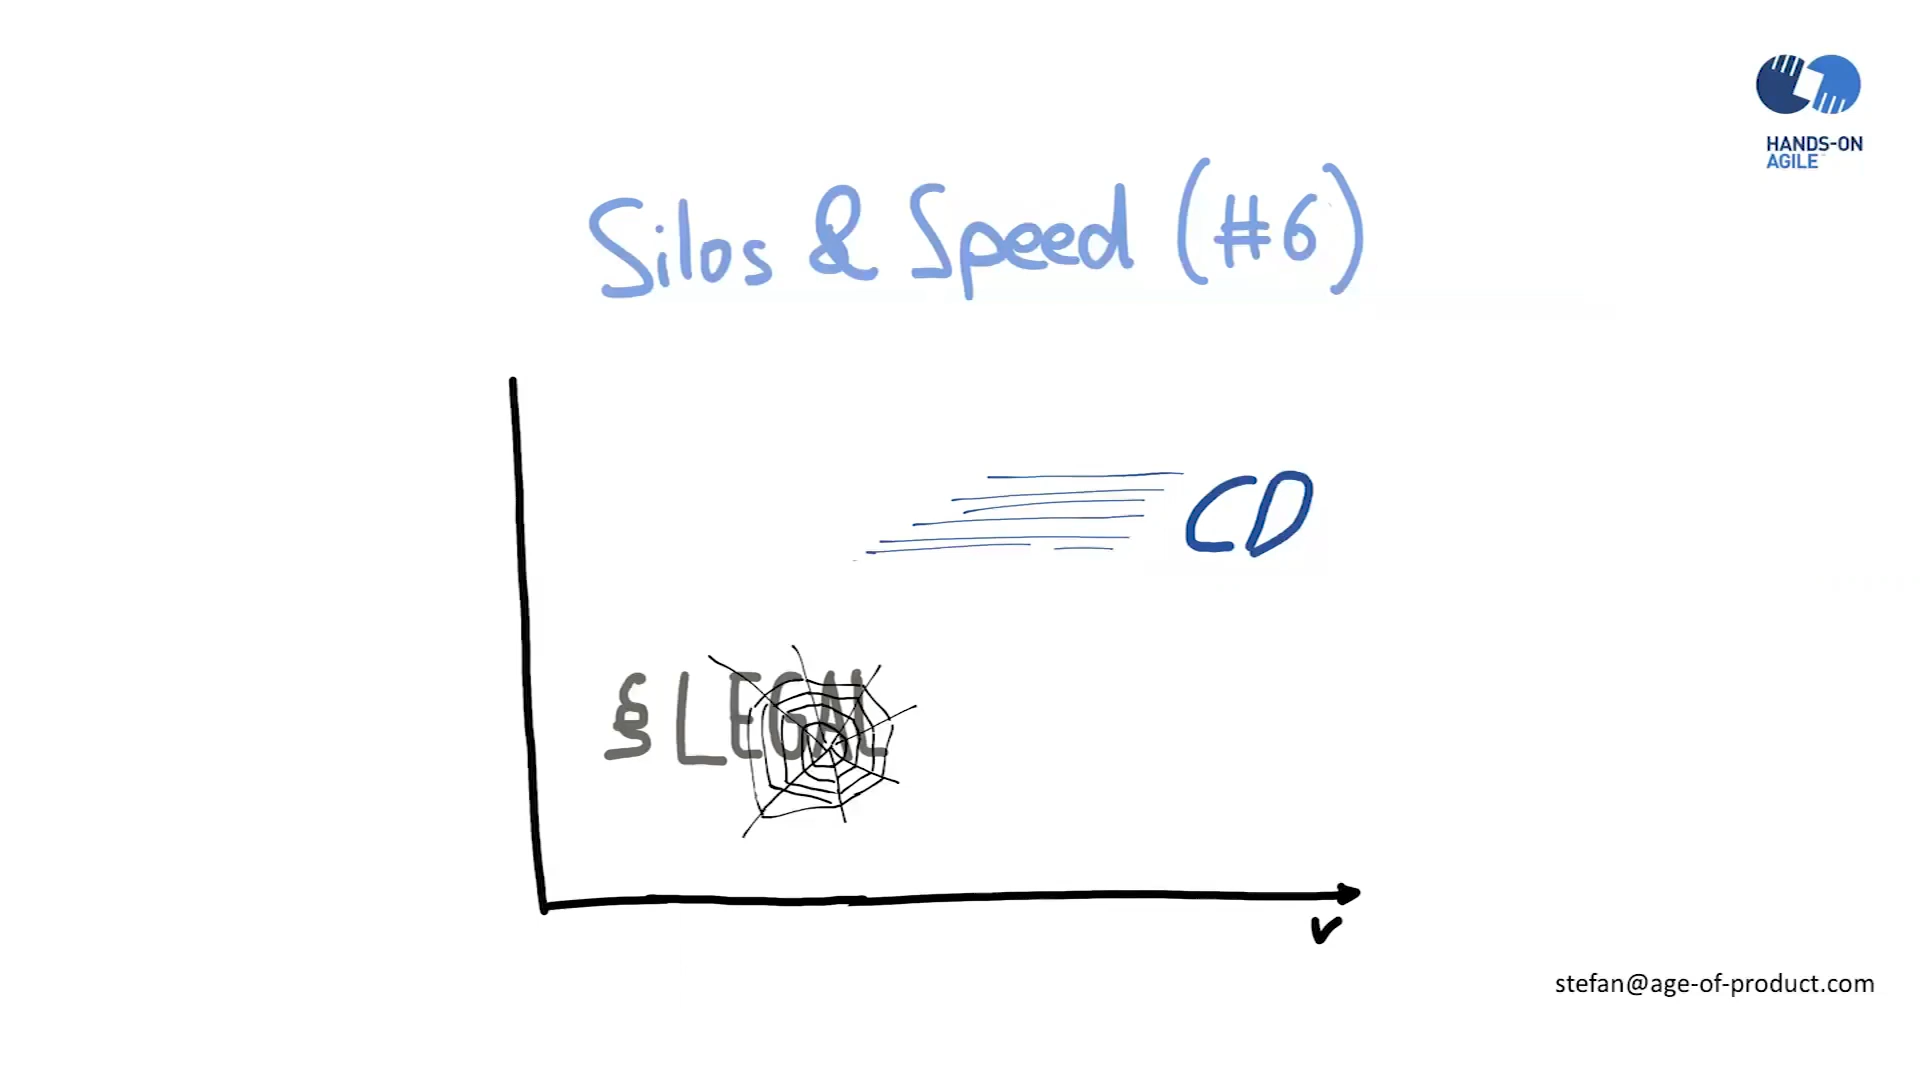 HANDS-ON
AGILE
Silos & Speed (#6)
CD
§ LEGAL
v
stefan@age-of-product.com